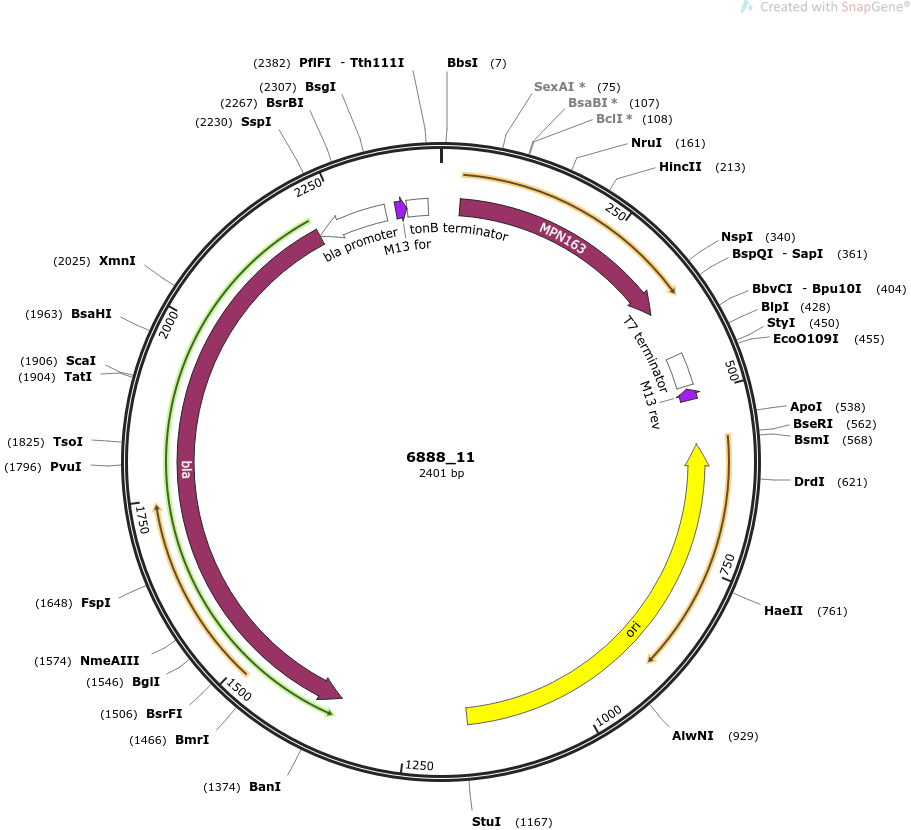 Created with SnapGene®
(2382) PflFI - Tth111I
BbsI (7)
(2307) BsgI
SexAI * (75)
(2267) BsrBI
BsaBI * (107)
(2230) SspI
BclI * (108)
NruI (161)
HincII (213)
2250
250
MPN163
bla promoter
M13 for
tonB terminator
NspI (340)
BspQI - SapI (361)
(2025) XmnI
BbvCI - Bpu10I (404)
BlpI (428)
(1963) BsaHI
2000
StyI (450)
EcoO109I (455)
T7 terminator
(1906) ScaI
(1904) TatI
500
M13 rev
ApoI (538)
BseRI (562)
(1825) TsoI
BsmI (568)
6888_11
(1796) PvuI
bla
2401 bp
DrdI (621)
1750
750
(1648) FspI
HaeII (761)
ori
(1574) NmeAIII
(1546) BglI
1500
(1506) BsrFI
1000
(1466) BmrI
AlwNI (929)
1250
(1374) BanI
StuI (1167)